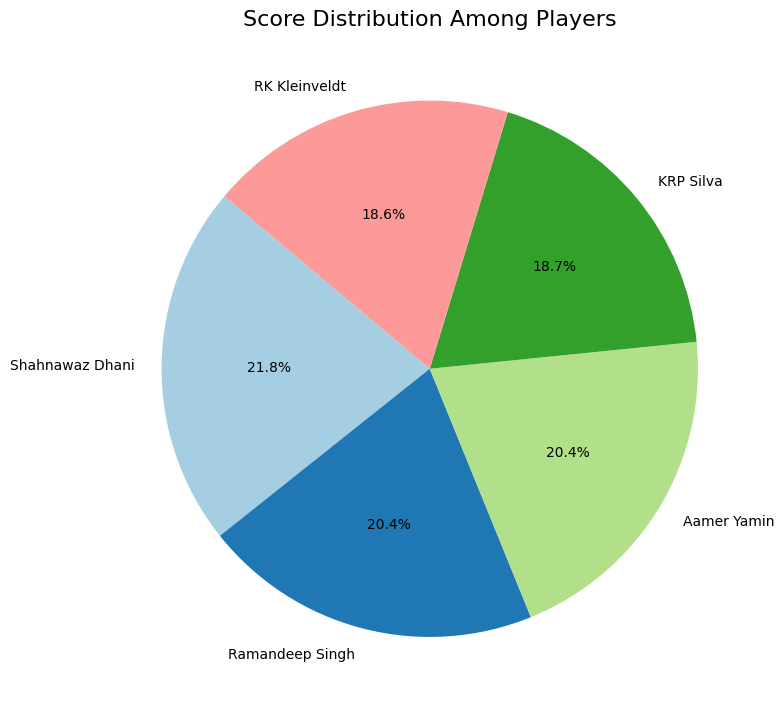 Score Distribution Among Players
RK Kleinveldt
KRP Silva
18.6%
18.7%
Shahnawaz Dhani
21.8%
20.4%
20.4%
Aamer Yamin
Ramandeep Singh